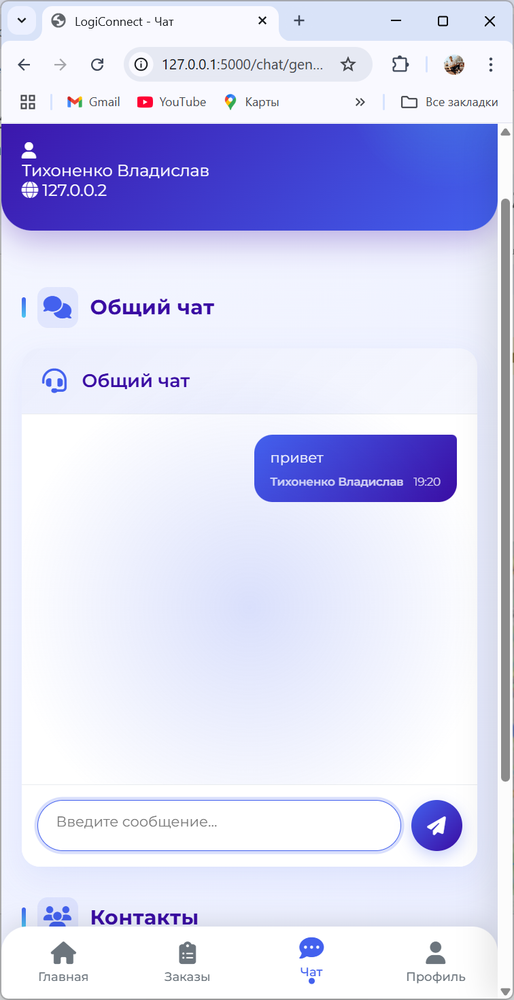 LogiConnect - Чат
127.0.0.1:5000/chat/gen...
Gmail
YouTube
Карты
Все закладки
Тихоненко Владислав
127.0.0.2
Общий чат
Общий чат
привет
Тихоненко Владислав 19:20
Введите сообщение...
Контакты
Главная
Заказы
Чат
Профиль